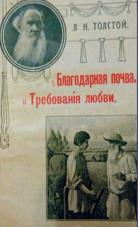 Л. Н. ТОЛСТОЙ.
I. Благодарная почва.
II. Требованія любви.